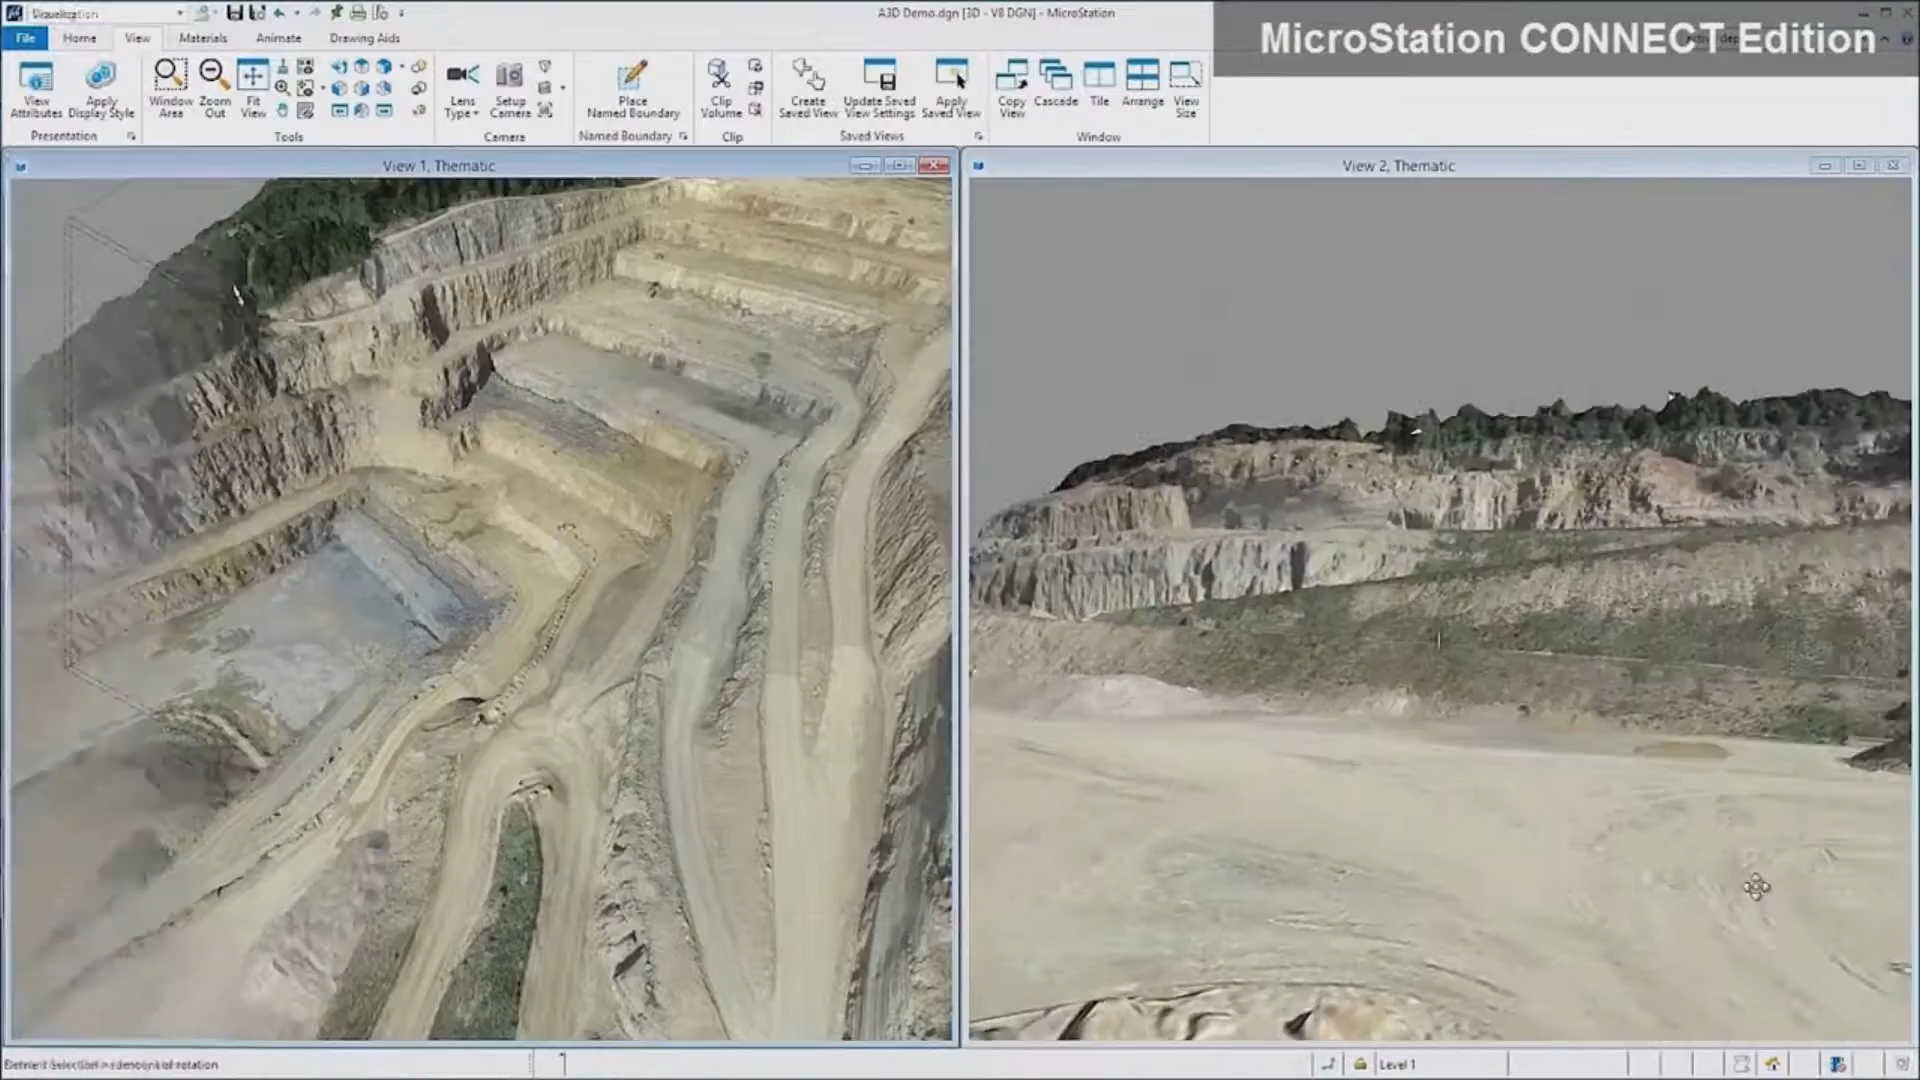 Visualization
A3D Demo.dgn [3D - V8 DGN] - MicroStation
MicroStation CONNECT Edition
File Home View Materials Animate Drawing Aids
View Attributes
Apply Display Style
Window Area
Zoom Out
Fit View
Lens Type
Setup Camera
Place Named Boundary
Clip Volume
Create Saved View
Update Saved View Settings
Apply Saved View
Copy View
Cascade
Tile
Arrange
View Size
Presentation Tools Camera Named Boundary Clip Saved Views Window
View 1, Thematic
View 2, Thematic
Level 1